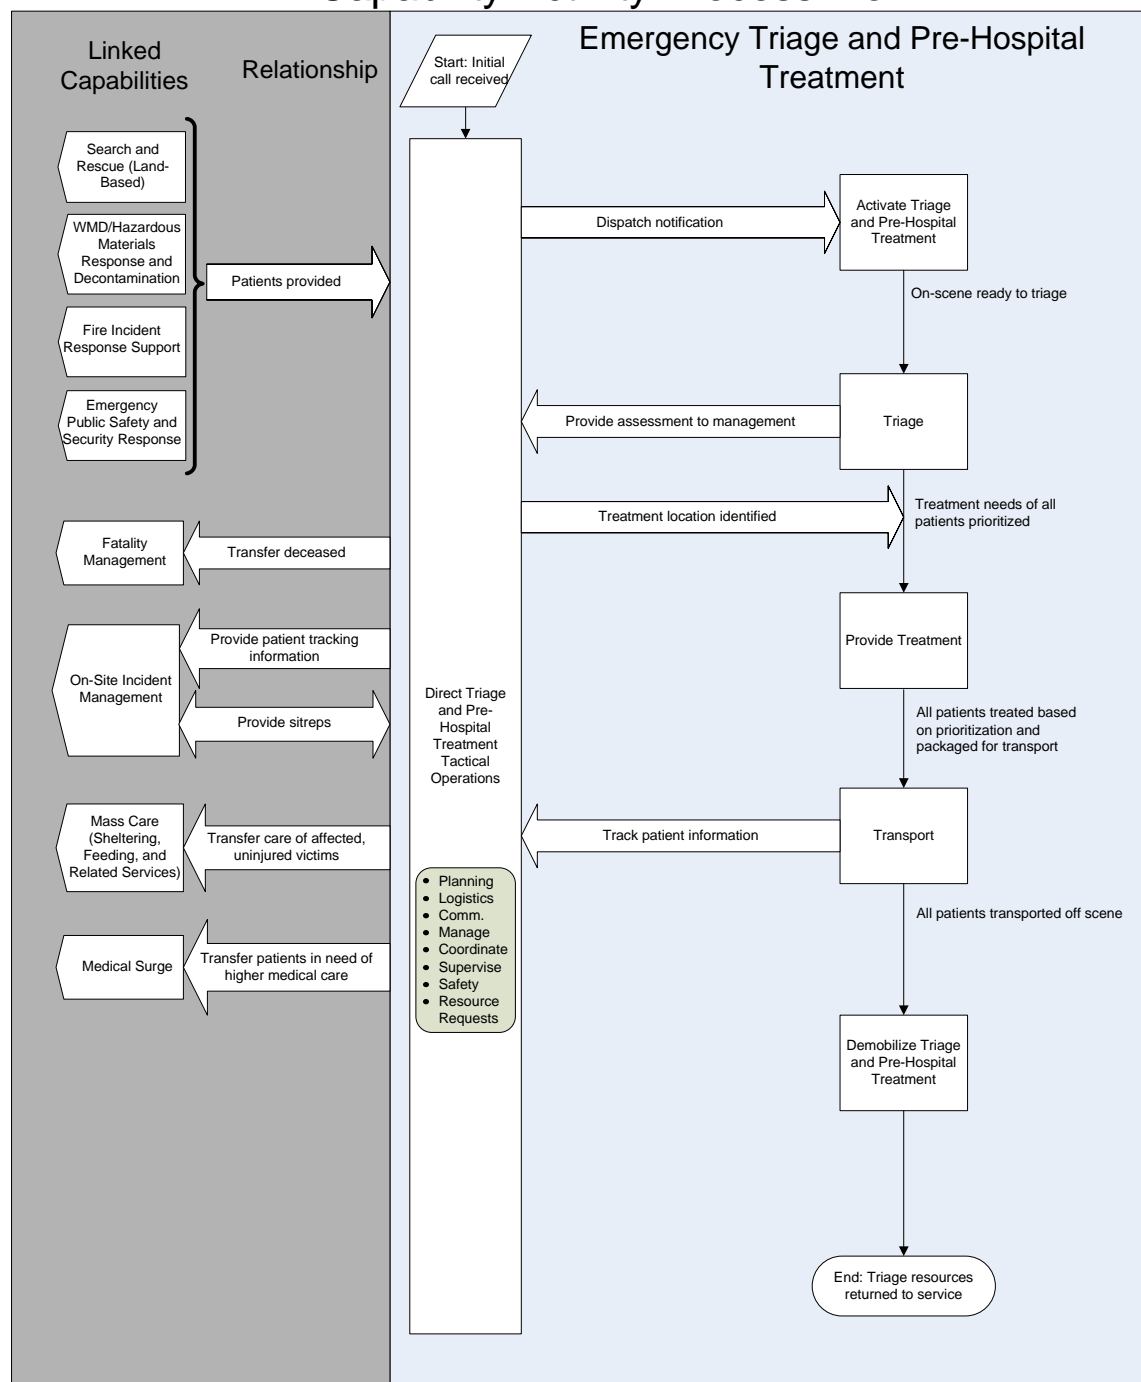 Linked
Capabilities
Relationship
Emergency Triage and Pre-Hospital
Treatment
Start: Initial
call received
Search and
Rescue (Land-
Based)
WMD/Hazardous
Materials
Response and
Decontamination
Fire Incident
Response Support
Emergency
Public Safety and
Security Response
Patients provided
Dispatch notification
Activate Triage
and Pre-Hospital
Treatment
On-scene ready to triage
Provide assessment to management
Triage
Treatment location identified
Treatment needs of all
patients prioritized
Fatality
Management
Transfer deceased
Provide patient tracking
information
On-Site Incident
Management
Provide sitreps
Provide Treatment
Direct Triage
and Pre-
Hospital
Treatment
Tactical
Operations
All patients treated based
on prioritization and
packaged for transport
Mass Care
(Sheltering,
Feeding, and
Related Services)
Transfer care of affected,
uninjured victims
Track patient information
Transport
• Planning
• Logistics
• Comm.
• Manage
• Coordinate
• Supervise
• Safety
• Resource
Requests
All patients transported off scene
Medical Surge
Transfer patients in need of
higher medical care
Demobilize Triage
and Pre-Hospital
Treatment
End: Triage resources
returned to service